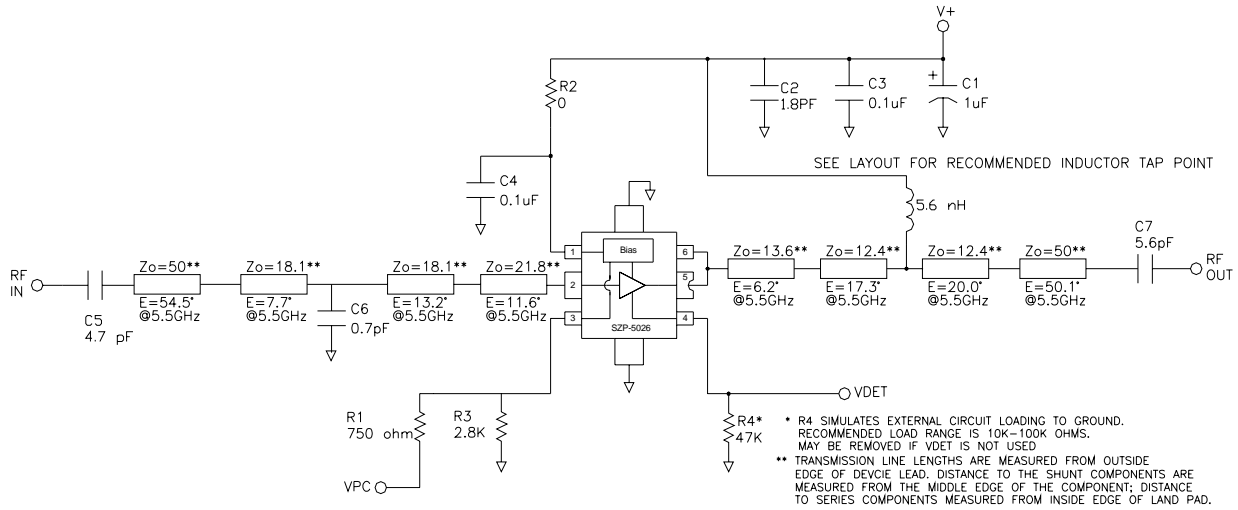 V+
R2
0
C2
1.8PF
C3
0.1uF
+
C1
1uF
SEE LAYOUT FOR RECOMMENDED INDUCTOR TAP POINT
C4
0.1uF
5.6 nH
C7
5.6pF
RF
IN
C5
4.7 pF
Zo=50**
E=54.5°
@5.5GHz
Zo=18.1**
E=7.7°
@5.5GHz
C6
0.7pF
Zo=18.1**
E=13.2°
@5.5GHz
Zo=21.8**
E=11.6°
@5.5GHz
1
2
3
Bias
SZP-5026
6
5
4
Zo=13.6**
E=6.2°
@5.5GHz
Zo=12.4**
E=17.3°
@5.5GHz
Zo=12.4**
E=20.0°
@5.5GHz
Zo=50**
E=50.1°
@5.5GHz
RF
OUT
R1
750 ohm
R3
2.8K
VPC
VDET
R4*
47K
* R4 SIMULATES EXTERNAL CIRCUIT LOADING TO GROUND.
RECOMMENDED LOAD RANGE IS 10K-100K OHMS.
MAY BE REMOVED IF VDET IS NOT USED
** TRANSMISSION LINE LENGTHS ARE MEASURED FROM OUTSIDE
EDGE OF DEVCIE LEAD. DISTANCE TO THE SHUNT COMPONENTS ARE
MEASURED FROM THE MIDDLE EDGE OF THE COMPONENT; DISTANCE
TO SERIES COMPONENTS MEASURED FROM INSIDE EDGE OF LAND PAD.